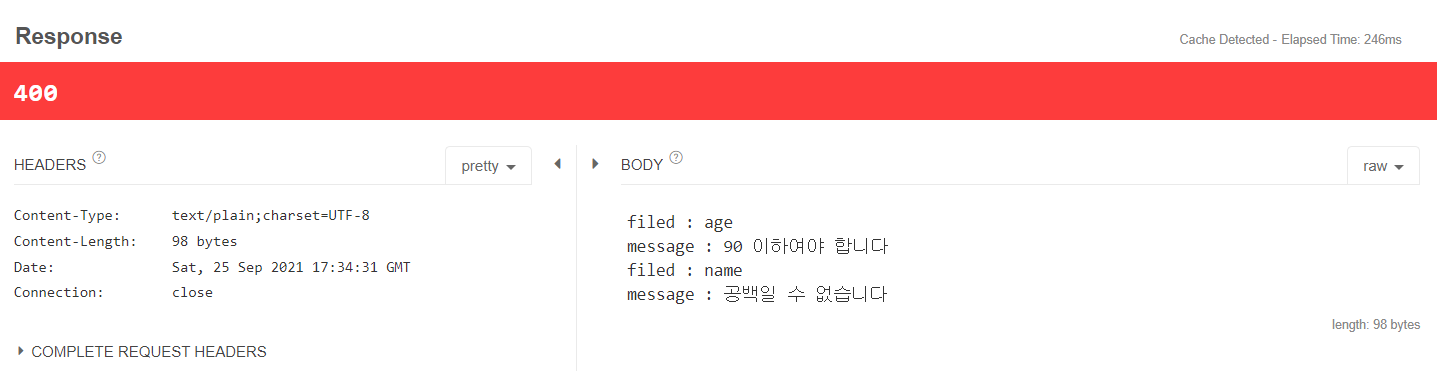 Response
Cache Detected - Elapsed Time: 246ms
400
HEADERS ?
pretty
BODY ?
raw
Content-Type: text/plain;charset=UTF-8
Content-Length: 98 bytes
Date: Sat, 25 Sep 2021 17:34:31 GMT
Connection: close
COMPLETE REQUEST HEADERS
filed : age
message : 90 이하여야 합니다
filed : name
message : 공백일 수 없습니다
length: 98 bytes